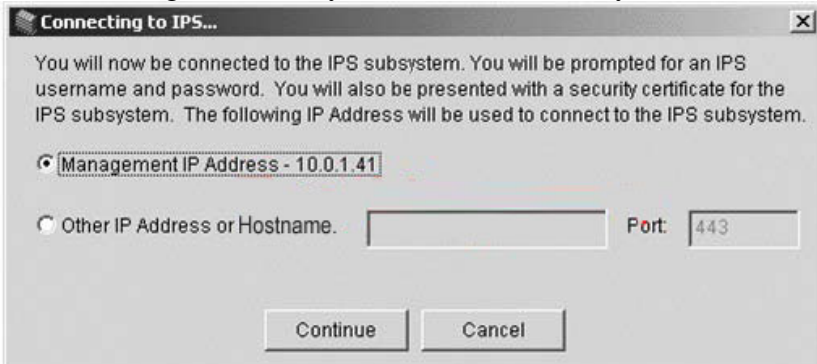 Connecting to IPS...
You will now be connected to the IPS subsystem. You will be prompted for an IPS
username and password. You will also be presented with a security certificate for the
IPS subsystem. The following IP Address will be used to connect to the IPS subsystem.
Management IP Address - 10.0.1.41
Other IP Address or Hostname. Port: 443
Continue Cancel